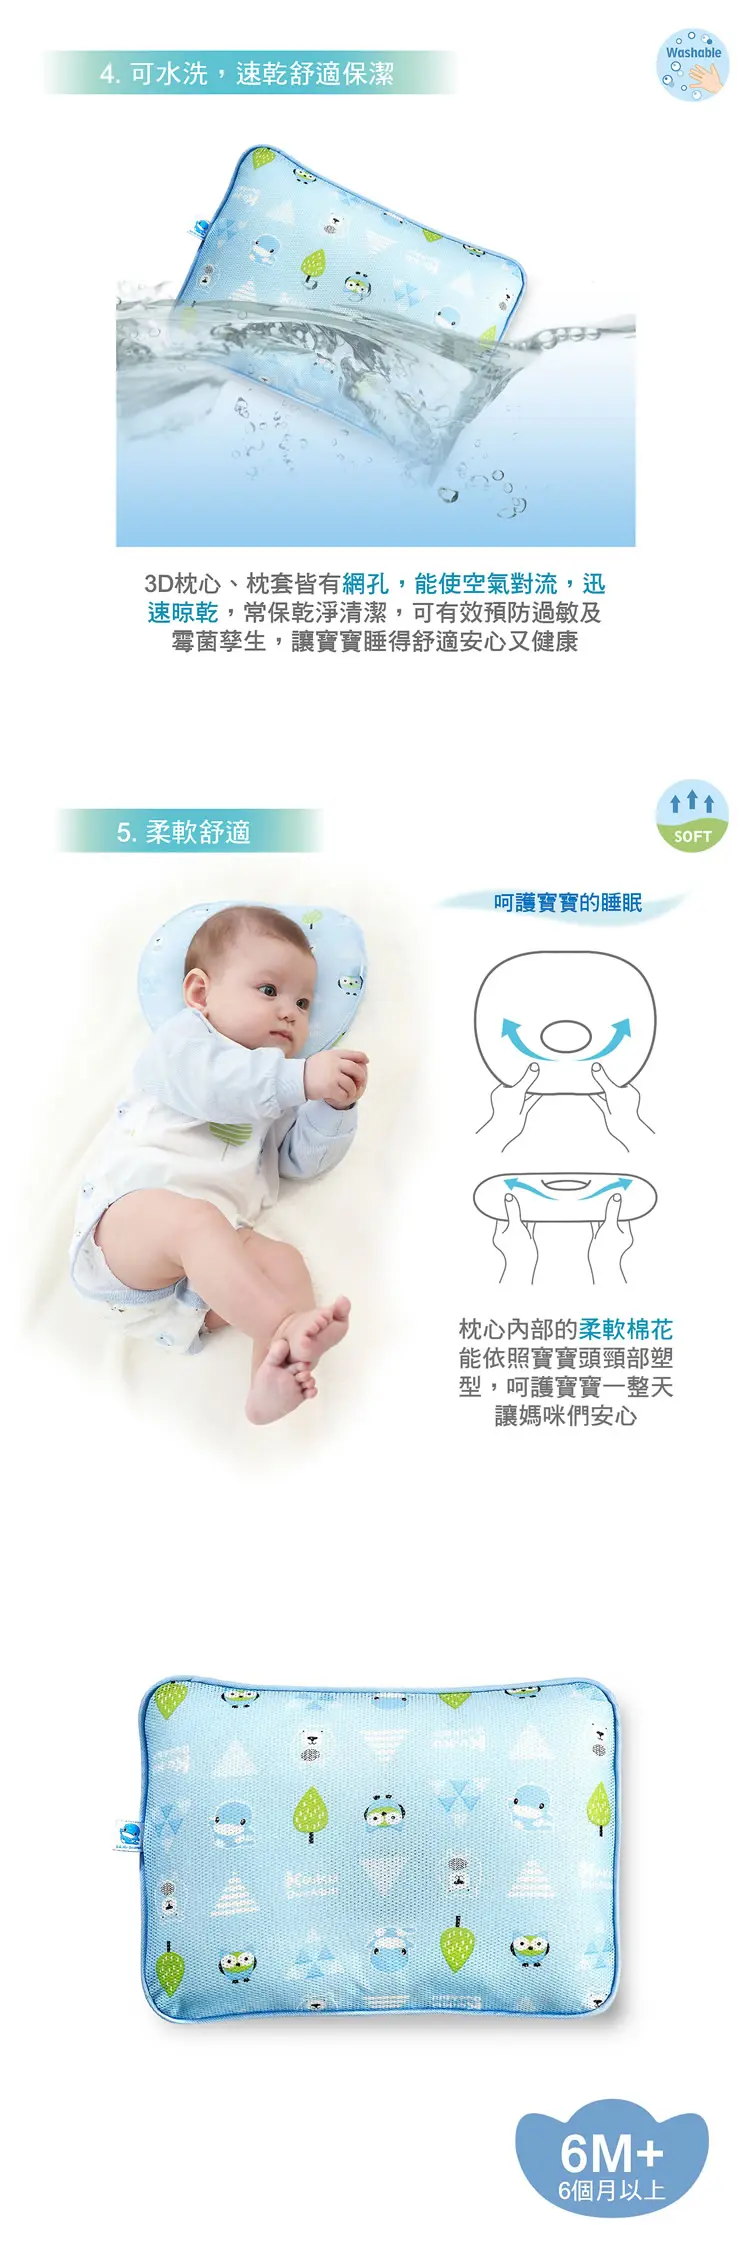 Washable
4. 可水洗，速乾舒適保潔
3D枕心、枕套皆有網孔，能使空氣對流，迅
速晾乾，常保乾淨清潔，可有效預防過敏及
霉菌孳生，讓寶寶睡得舒適安心又健康
SOFT
5. 柔軟舒適
呵護寶寶的睡眠
枕心內部的柔軟棉花
能依照寶寶頭頸部塑
型，呵護寶寶一整天
讓媽咪們安心
6M+
6個月以上